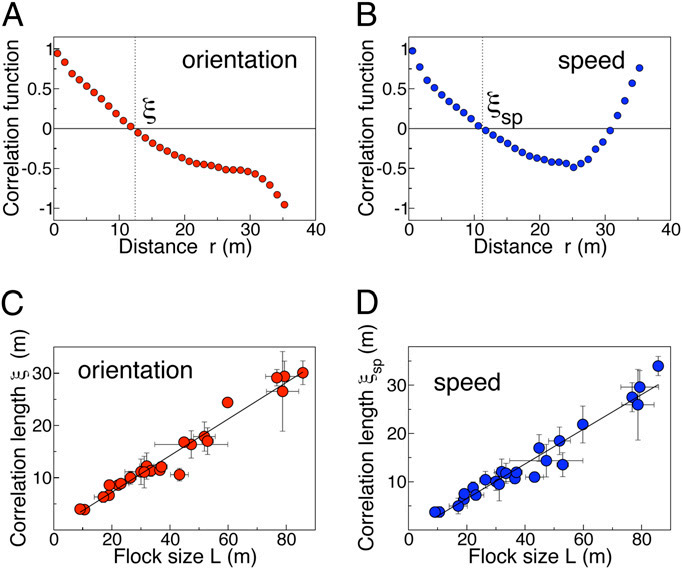 A
Correlation function
1
0.5
0
-0.5
-1
orientation
ξ
0 10 20 30 40
Distance r (m)
B
Correlation function
1
0.5
0
-0.5
-1
speed
ξsp
0 10 20 30 40
Distance r (m)
C
Correlation length ξ (m)
30
20
10
orientation
0 20 40 60 80
Flock size L (m)
D
Correlation length ξsp (m)
30
20
10
speed
0 20 40 60 80
Flock size L (m)